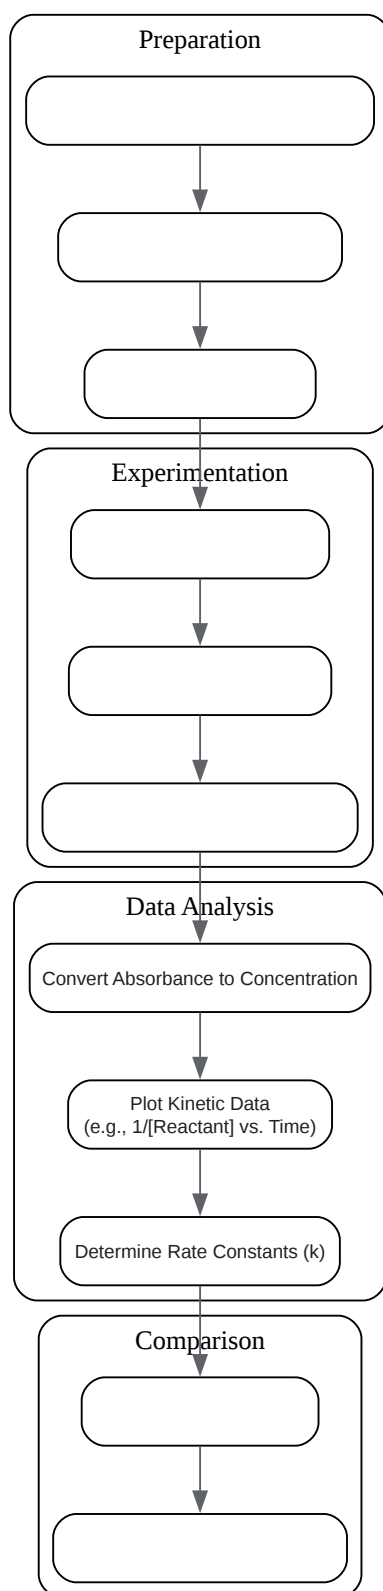 Preparation
Experimentation
Data Analysis
Convert Absorbance to Concentration
Plot Kinetic Data
(e.g., 1/[Reactant] vs. Time)
Determine Rate Constants (k)
Comparison